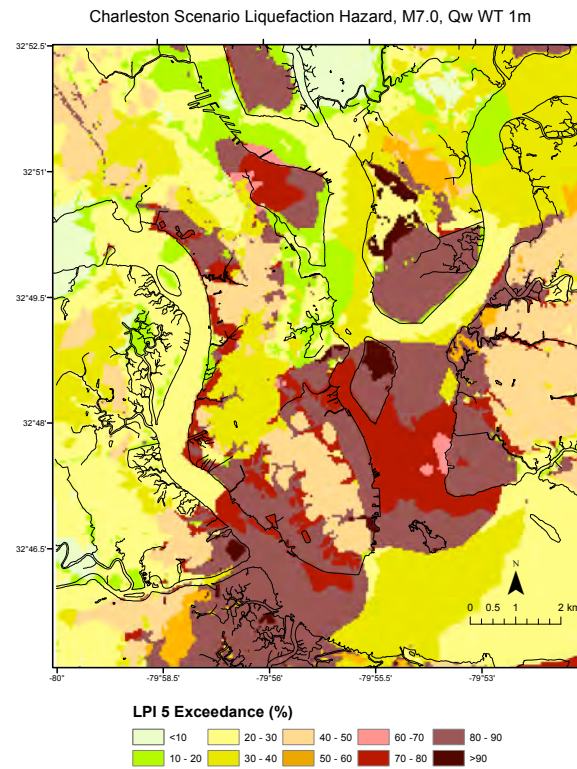 Charleston Scenario Liquefaction Hazard, M7.0, Qw WT 1m
32°52.5'
32°51'
32°49.5'
32°48'
32°46.5'
N
0 0.5 1 2 km
-80° -79°58.5' -79°56' -79°55.5' -79°53'
LPI 5 Exceedance (%)
<10 20 - 30 40 - 50 60 -70 80 - 90
10 - 20 30 - 40 50 - 60 70 - 80 >90